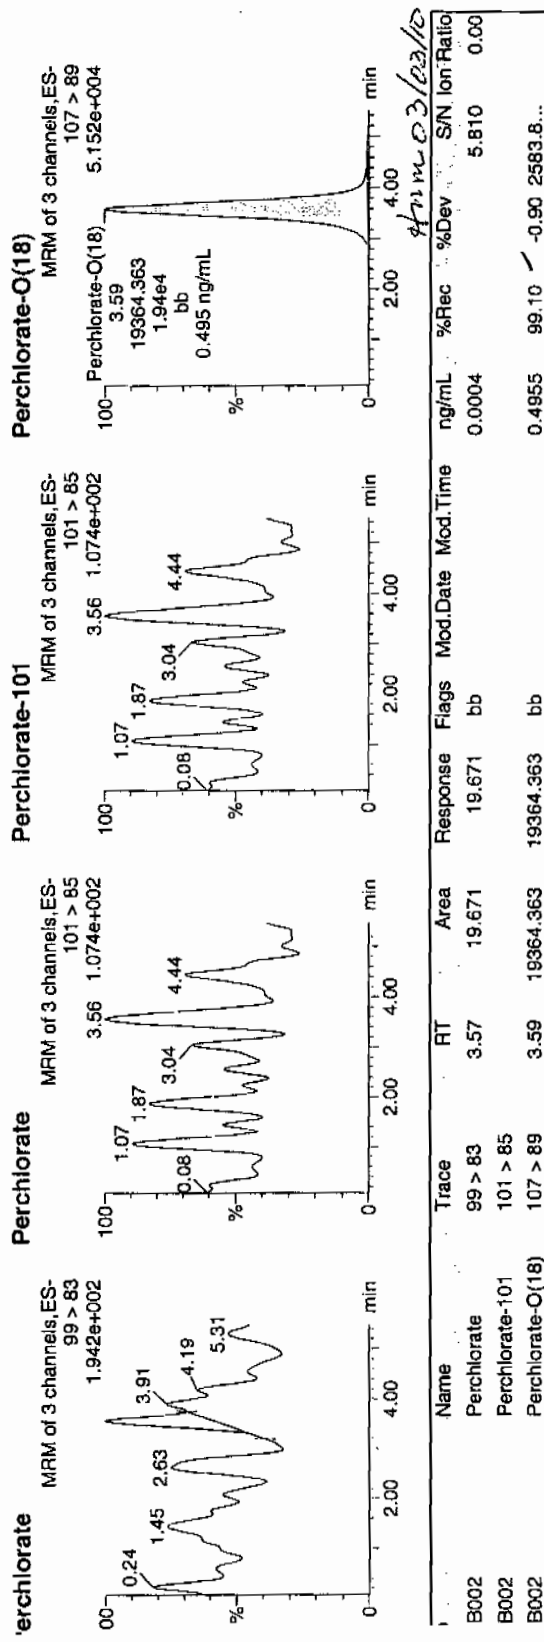 'erchlorate
MRM of 3 channels,ES-
99 > 83
1.942e+002
00
0.24
1.45
2.63
3.91
4.19
5.31
%
0
2.00
4.00
min
Perchlorate
MRM of 3 channels,ES-
101 > 85
1.074e+002
100
0.08
1.07
1.87
3.04
3.56
4.44
%
0
2.00
4.00
min
Perchlorate-101
MRM of 3 channels,ES-
101 > 85
1.074e+002
100
0.08
1.07
1.87
3.04
3.56
4.44
%
0
2.00
4.00
min
Perchlorate-O(18)
MRM of 3 channels,ES-
107 > 89
5.152e+004
100
Perchlorate-O(18)
3.59
19364.363
1.94e4
bb
0.495 ng/mL
%
0
2.00
4.00
min
03/03/10
Name Trace RT Area Response Flags Mod.Date Mod.Time ng/mL %Rec %Dev S/N Ion Ratio
B002 Perchlorate 99 > 83 3.57 19.671 19.671 bb 0.0004 5.810 0.00
B002 Perchlorate-101 101 > 85
B002 Perchlorate-O(18) 107 > 89 3.59 19364.363 19364.363 bb 0.4955 99.10 -0.90 2583.8...